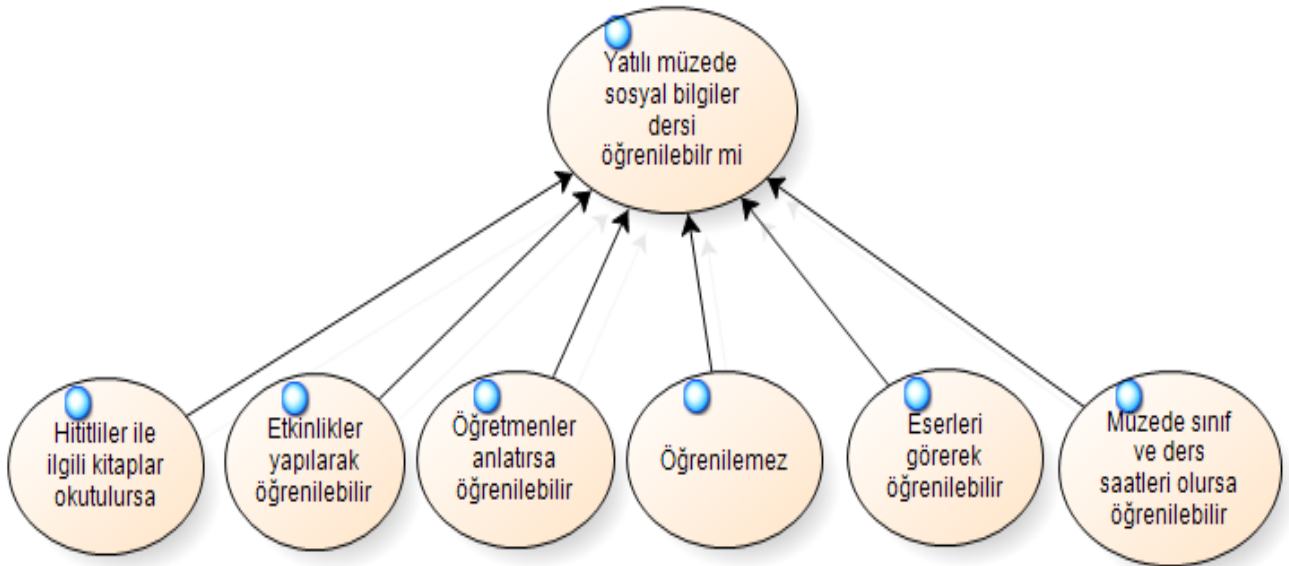 Yatılı müzede
sosyal bilgiler
dersi
öğrenilebilr mi
Hititliler ile
ilgili kitaplar
okutulursa
Etkinlikler
yapılarak
öğrenilebilir
Öğretmenler
anlatırsa
öğrenilebilir
Öğrenilemez
Eserleri
görerek
öğrenilebilir
Müzede sınıf
ve ders
saatleri olursa
öğrenilebilir